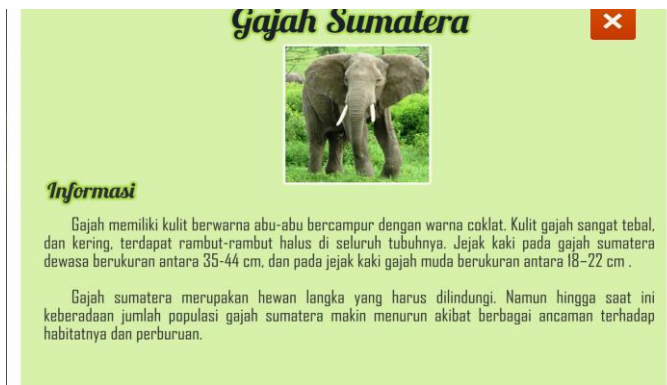 Gajah Sumatera
Informasi
Gajah memiliki kulit berwarna abu-abu bercampur dengan warna coklat. Kulit gajah sangat tebal,
dan kering, terdapat rambut-rambut halus di seluruh tubuhnya. Jejak kaki pada gajah sumatera
dewasa berukuran antara 35-44 cm, dan pada jejak kaki gajah muda berukuran antara 18–22 cm .
Gajah sumatera merupakan hewan langka yang harus dilindungi. Namun hingga saat ini
keberadaan jumlah populasi gajah sumatera makin menurun akibat berbagai ancaman terhadap
habitatnya dan perburuan.